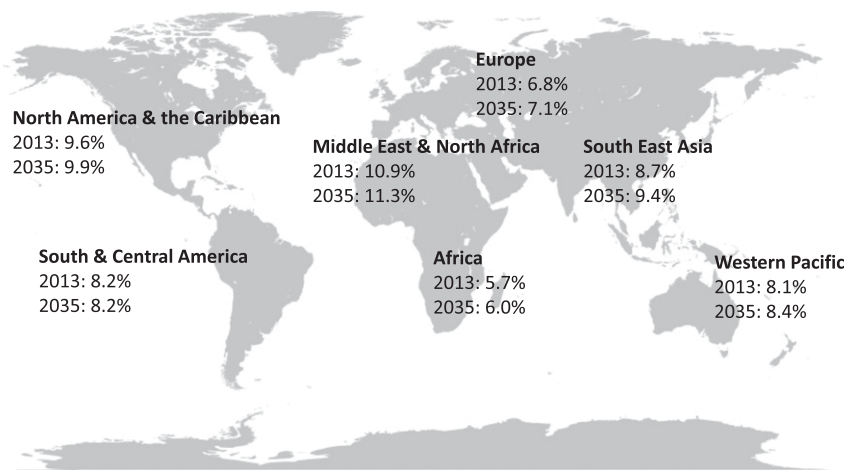 Europe
2013: 6.8%
2035: 7.1%
North America & the Caribbean
2013: 9.6%
2035: 9.9%
Middle East & North Africa
2013: 10.9%
2035: 11.3%
South East Asia
2013: 8.7%
2035: 9.4%
South & Central America
2013: 8.2%
2035: 8.2%
Africa
2013: 5.7%
2035: 6.0%
Western Pacific
2013: 8.1%
2035: 8.4%